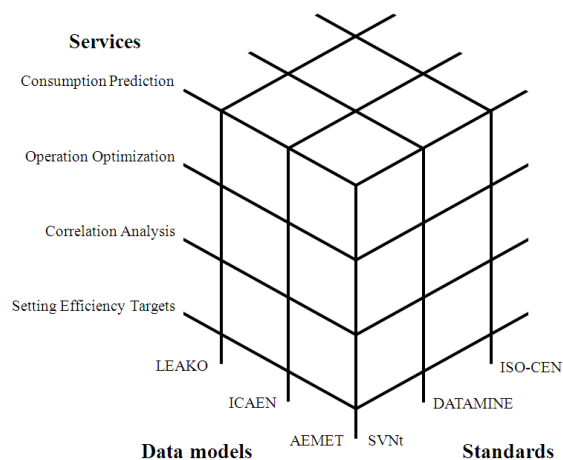 Services
Consumption Prediction
Operation Optimization
Correlation Analysis
Setting Efficiency Targets
LEAKO
ISO-CEN
ICAEN
DATAMINE
AEMET
SVNt
Data models
Standards